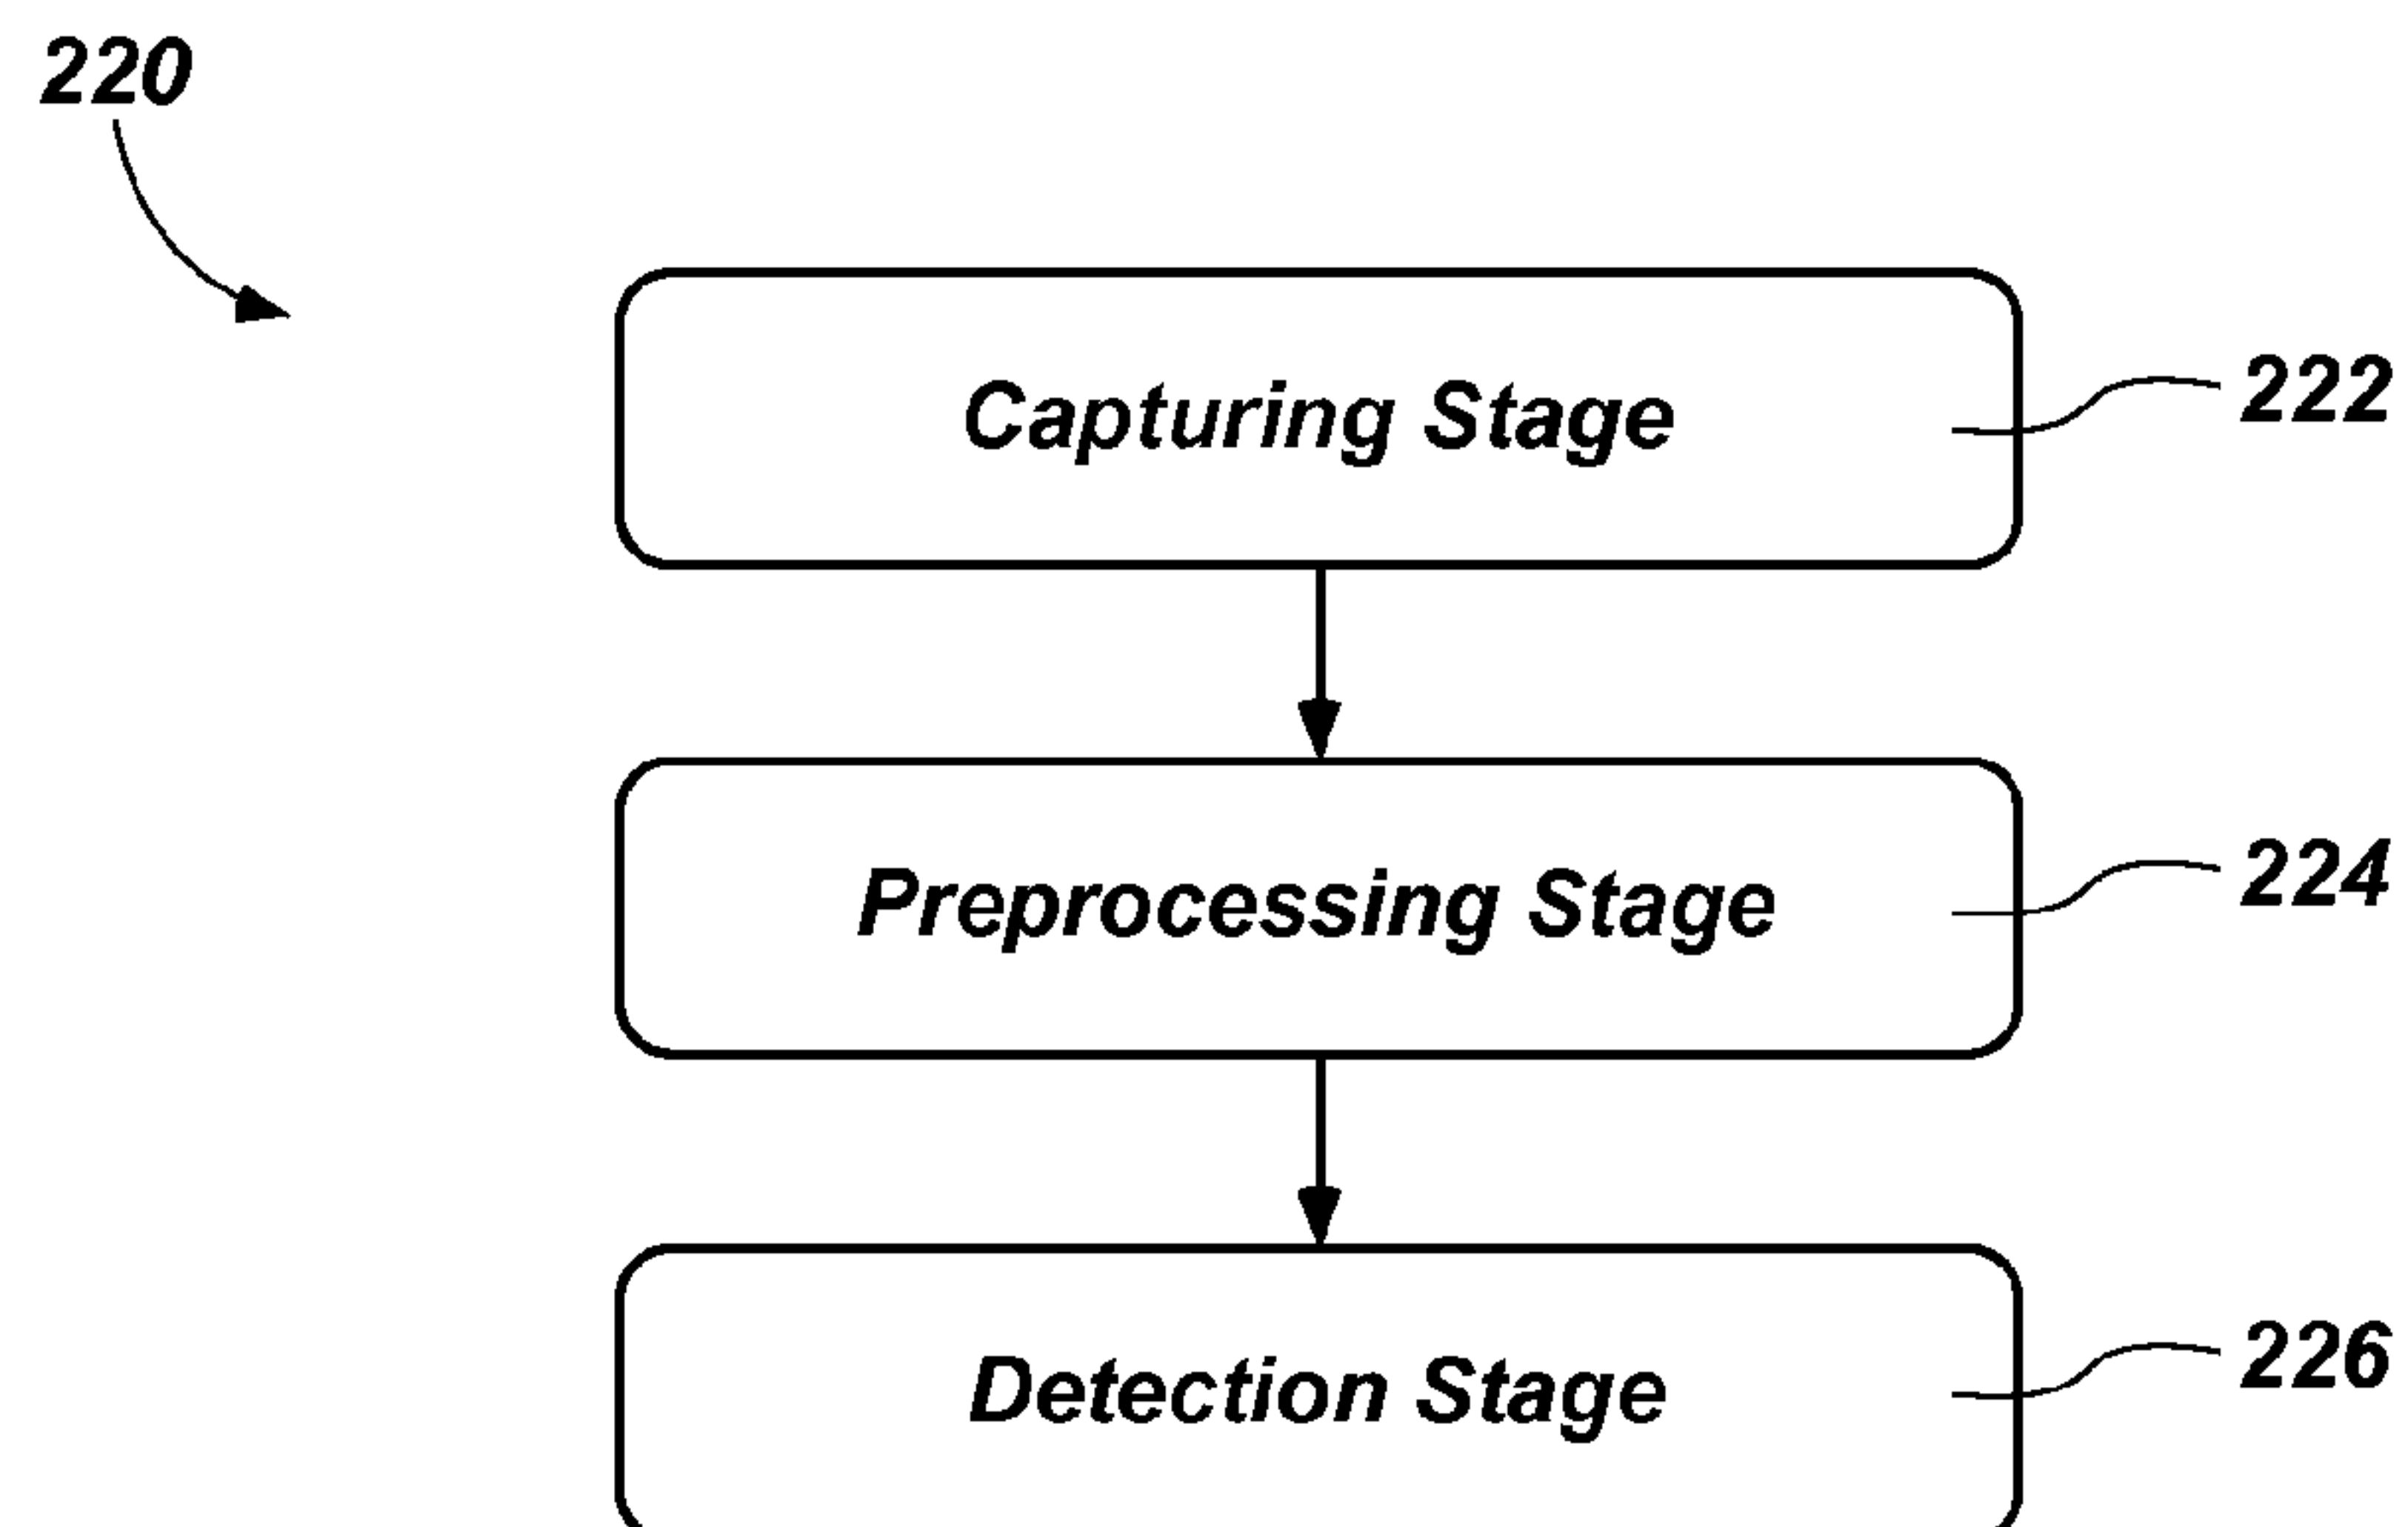 220
Capturing Stage
222
Preprocessing Stage
224
Detection Stage
226